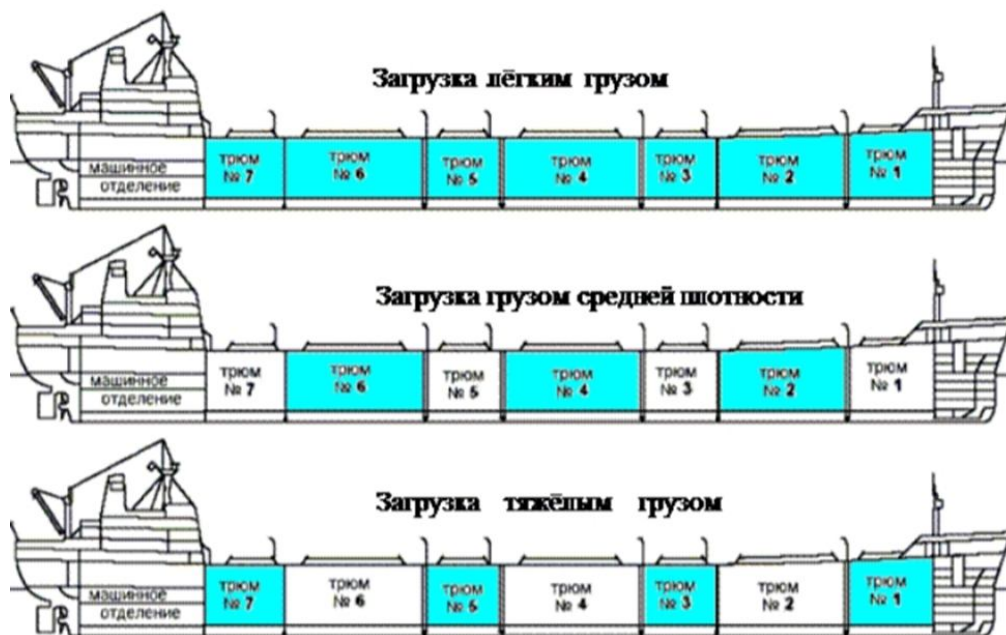 Загрузка лёгким грузом
машинное
отделение
трюм
№ 7
трюм
№ 6
трюм
№ 5
трюм
№ 4
трюм
№ 3
трюм
№ 2
трюм
№ 1
Загрузка грузом средней плотности
машинное
отделение
трюм
№ 7
трюм
№ 6
трюм
№ 5
трюм
№ 4
трюм
№ 3
трюм
№ 2
трюм
№ 1
Загрузка тяжёлым грузом
машинное
отделение
трюм
№ 7
трюм
№ 6
трюм
№ 5
трюм
№ 4
трюм
№ 3
трюм
№ 2
трюм
№ 1